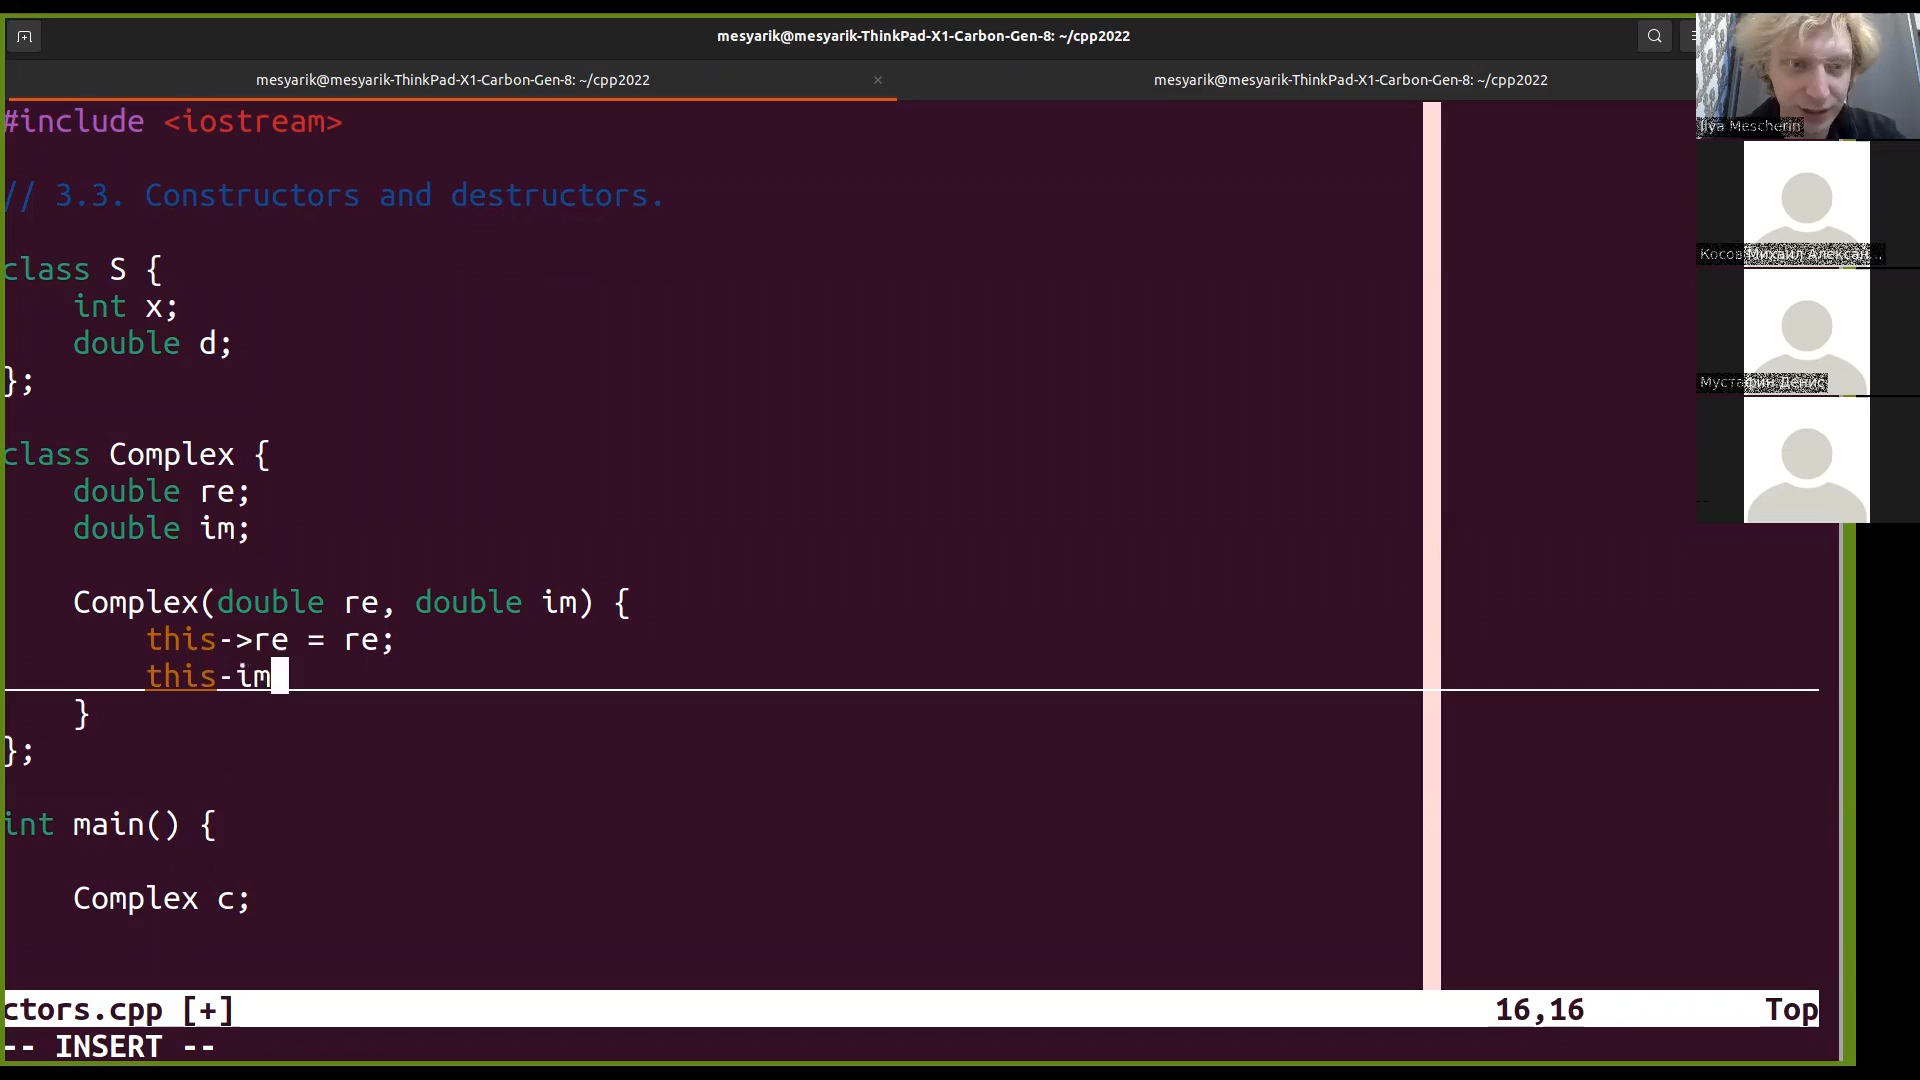 mesyarik@mesyarik-ThinkPad-X1-Carbon-Gen-8: ~/cpp2022
mesyarik@mesyarik-ThinkPad-X1-Carbon-Gen-8: ~/cpp2022 ×
mesyarik@mesyarik-ThinkPad-X1-Carbon-Gen-8: ~/cpp2022
#include <iostream>
// 3.3. Constructors and destructors.
class S {
int x;
double d;
};
class Complex {
double re;
double im;
Complex(double re, double im) {
this->re = re;
this-im
}
};
int main() {
Complex c;
ctors.cpp [+] 16,16 Top
-- INSERT --
Ilya Mescherin
Косов Михаил Алексан...
Мустафин Денис